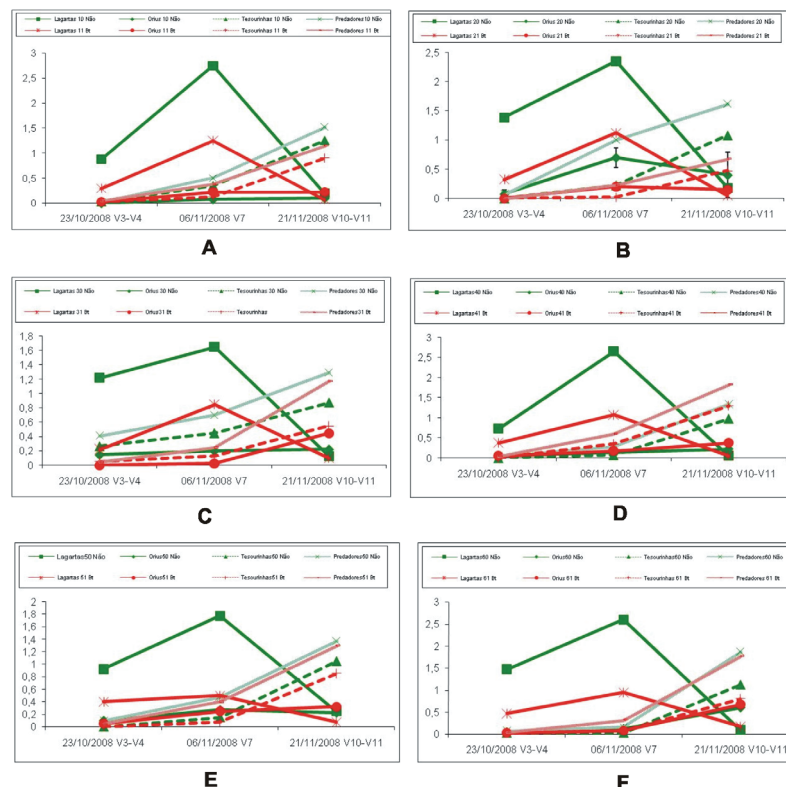 Lagartas 10 Não Orius 10 Não Tesourinhas 10 Não Predadores 10 Não
Lagartas 11 Bt Orius 11 Bt Tesourinhas 11 Bt Predadores 11 Bt
3
2,5
2
1,5
1
0,5
0
23/10/2008 V3-V4 06/11/2008 V7 21/11/2008 V10-V11
A
Lagartas 20 Não Orius 20 Não Tesourinhas 20 Não Predadores 20 Não
Lagartas 21 Bt Orius 21 Bt Tesourinhas 21 Bt Predadores 21 Bt
2,5
2
1,5
1
0,5
0
23/10/2008 V3-V4 06/11/2008 V7 21/11/2008 V10-V11
B
Lagartas 30 Não Orius 30 Não Tesourinhas 30 Não Predadores 30 Não
Lagartas 31 Bt Orius31 Bt Tesourinhas Predadores31 Bt
1,8
1,6
1,4
1,2
1
0,8
0,6
0,4
0,2
0
23/10/2008 V3-V4 06/11/2008 V7 21/11/2008 V10-V11
C
Lagartas40 Não Orius40 Não Tesourinhas40 Não Predadores40 Não
Lagartas41 Bt Orius41 Bt Tesourinhas41 Bt Predadores41 Bt
3
2,5
2
1,5
1
0,5
0
23/10/2008 V3-V4 06/11/2008 V7 21/11/2008 V10-V11
D
Lagartas50 Não Orius50 Não Tesourinhas50 Não Predadores50 Não
Lagartas 51 Bt Orius51 Bt Tesourinhas51 Bt Predadores51 Bt
2
1,8
1,6
1,4
1,2
1
0,8
0,6
0,4
0,2
0
23/10/2008 V3-V4 06/11/2008 V7 21/11/2008 V10-V11
E
Lagartas60 Não Orius60 Não Tesourinhas60 Não Predadores60 Não
Lagartas 61 Bt Orius 61 Bt Tesourinhas 61 Bt Predadores 61 Bt
3
2,5
2
1,5
1
0,5
0
23/10/2008 V3-V4 06/11/2008 V7 21/11/2008 V10-V11
F